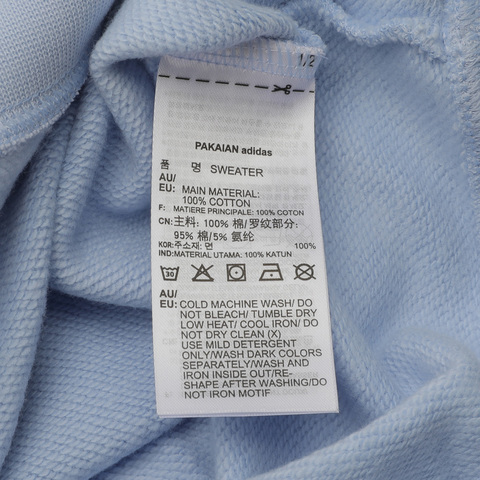 1/2
PAKAIAN adidas
품 명 SWEATER
AU/
EU: MAIN MATERIAL:
100% COTTON
F: MATIERE PRINCIPALE: 100% COTON
CN:主料: 100% 棉/罗纹部分:
95% 棉/5% 氨纶
KOR:주소재: 면 100%
IND:MATERIAL UTAMA: 100% KATUN
30
AU/
EU: COLD MACHINE WASH/ DO
NOT BLEACH/ TUMBLE DRY
LOW HEAT/ COOL IRON/ DO
NOT DRY CLEAN (X)
USE MILD DETERGENT
ONLY/WASH DARK COLORS
SEPARATELY/WASH AND
IRON INSIDE OUT/RE-
SHAPE AFTER WASHING/DO
NOT IRON MOTIF